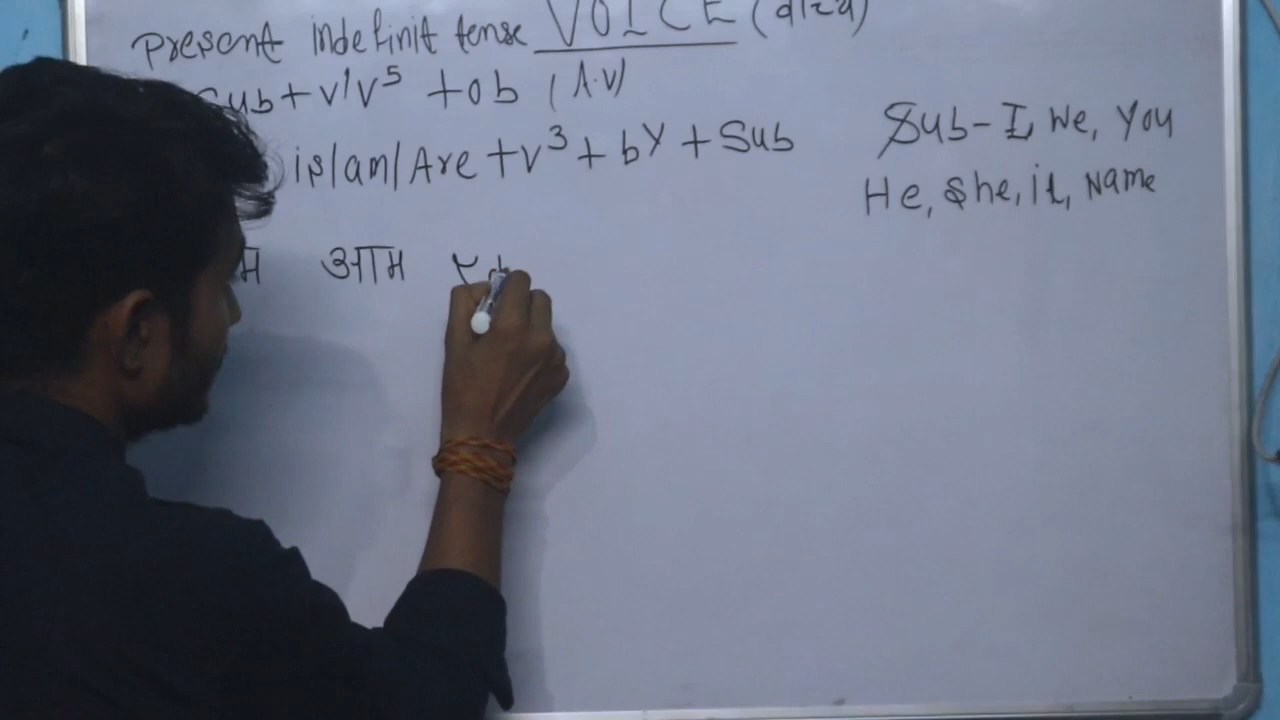 Present Indefinit tense VOICE (वाच्य)
Sub + v1/v5 + ob (A.V)
is/am/Are + v3 + by + Sub
Sub - I, We, You
He, She, it, Name
आम